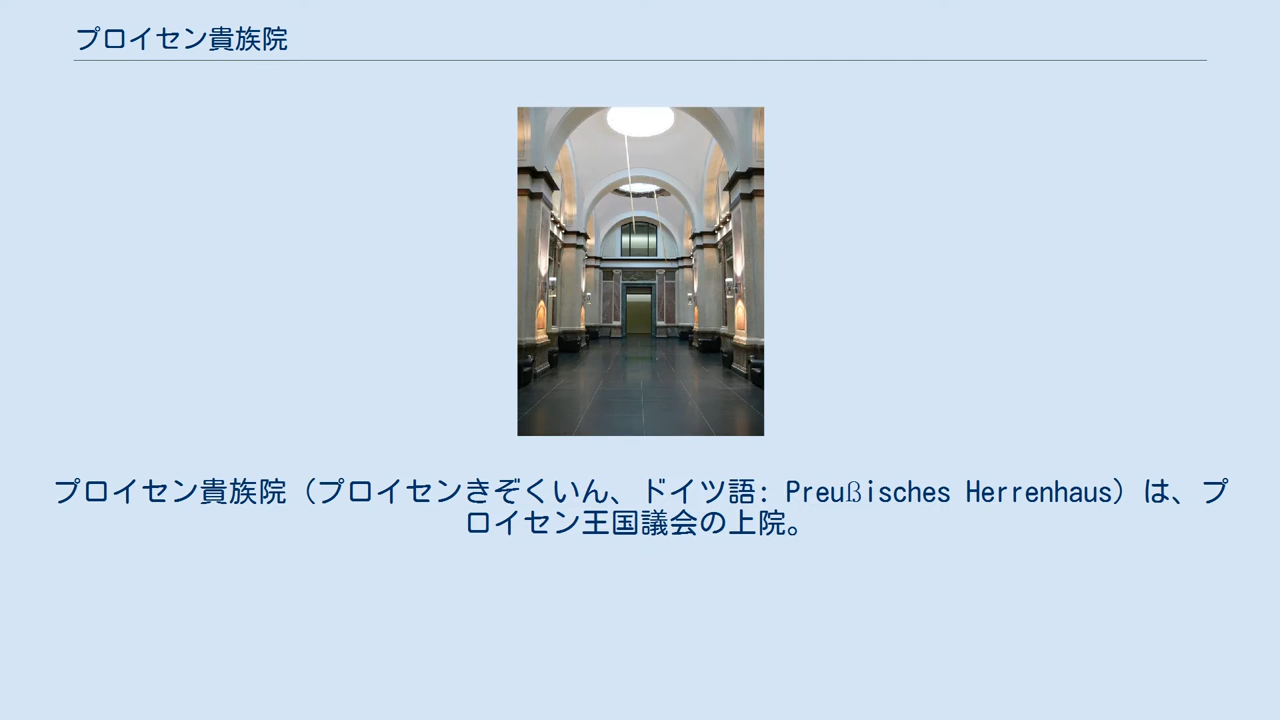 プロイセン貴族院
プロイセン貴族院（プロイセンきぞくいん、ドイツ語: Preußisches Herrenhaus）は、プ
ロイセン王国議会の上院。